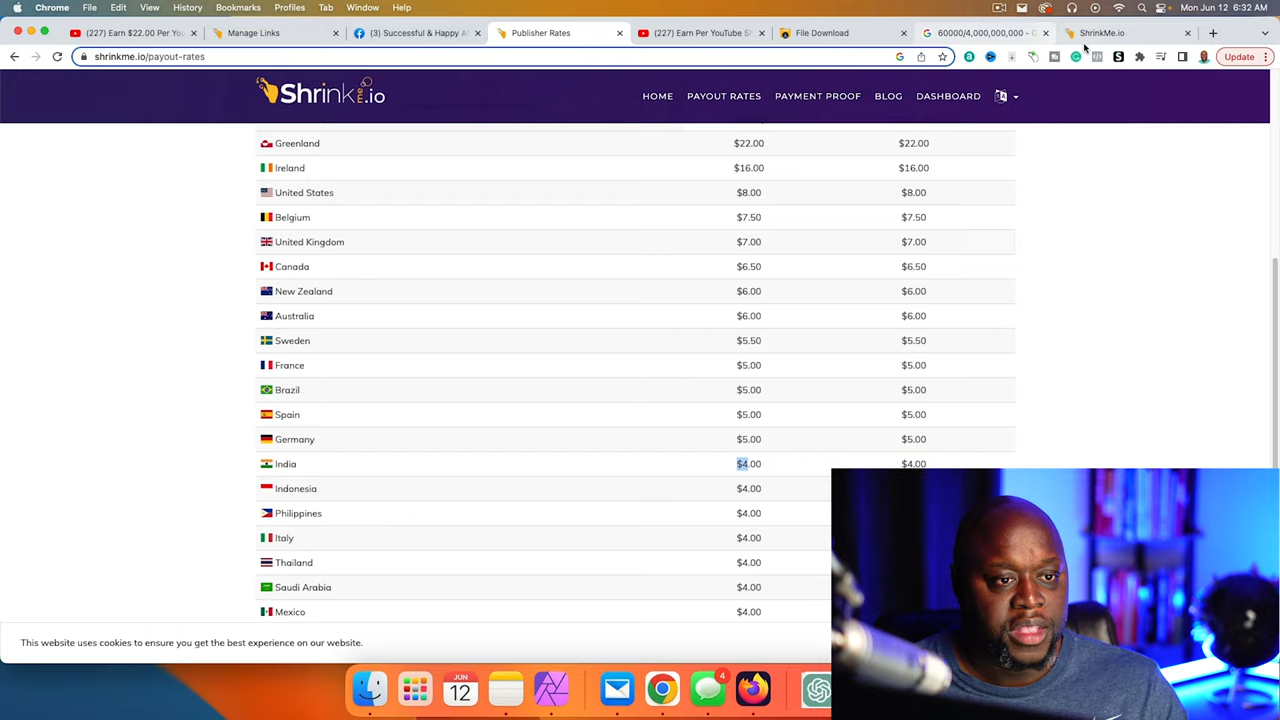 Chrome File Edit View History Bookmarks Profiles Tab Window Help Mon Jun 12 6:32 AM
(227) Earn $22.00 Per You Manage Links (3) Successful & Happy A Publisher Rates (227) Earn Per YouTube Sh File Download 60000/4,000,000,000 - G ShrinkMe.io
shrinkme.io/payout-rates Update
Shrinkme.io HOME PAYOUT RATES PAYMENT PROOF BLOG DASHBOARD
Greenland $22.00 $22.00
Ireland $16.00 $16.00
United States $8.00 $8.00
Belgium $7.50 $7.50
United Kingdom $7.00 $7.00
Canada $6.50 $6.50
New Zealand $6.00 $6.00
Australia $6.00 $6.00
Sweden $5.50 $5.50
France $5.00 $5.00
Brazil $5.00 $5.00
Spain $5.00 $5.00
Germany $5.00 $5.00
India $4.00 $4.00
Indonesia $4.00
Philippines $4.00
Italy $4.00
Thailand $4.00
Saudi Arabia $4.00
Mexico $4.00
This website uses cookies to ensure you get the best experience on our website.
JUN
12
4